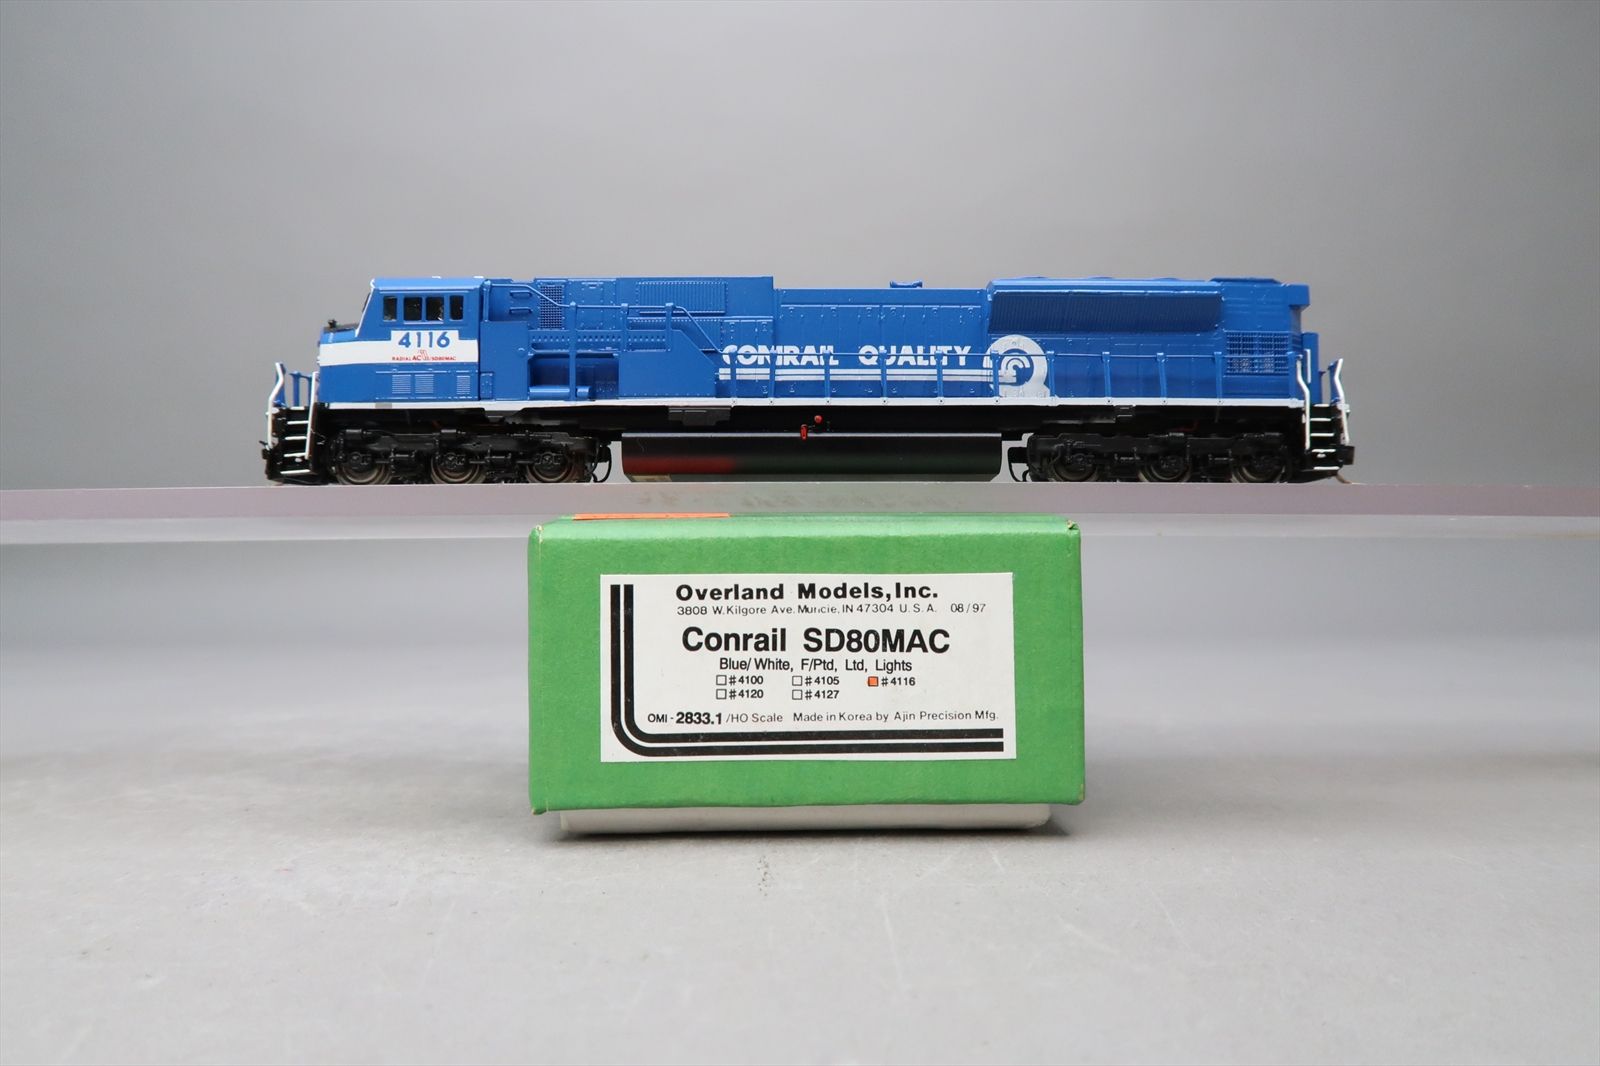 4116
RADIAL AC SD80MAC
CONRAIL QUALITY
Overland Models,Inc.
3808 W.Kilgore Ave. Muncie, IN 47304 U.S.A. 08/97
Conrail SD80MAC
Blue/White, F/Ptd, Ltd, Lights
#4100 #4105 #4116
#4120 #4127
OMI-2833.1/HO Scale Made in Korea by Ajin Precision Mfg.